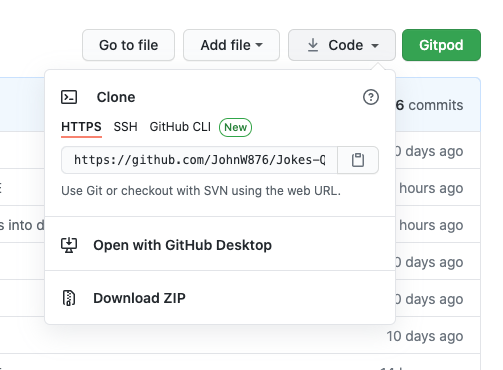 Go to file Add file Code Gitpod
Clone
6 commits
HTTPS SSH GitHub CLI New
https://github.com/JohnW876/Jokes-Q
0 days ago
Use Git or checkout with SVN using the web URL.
hours ago
s into d
hours ago
Open with GitHub Desktop
0 days ago
Download ZIP
0 days ago
10 days ago